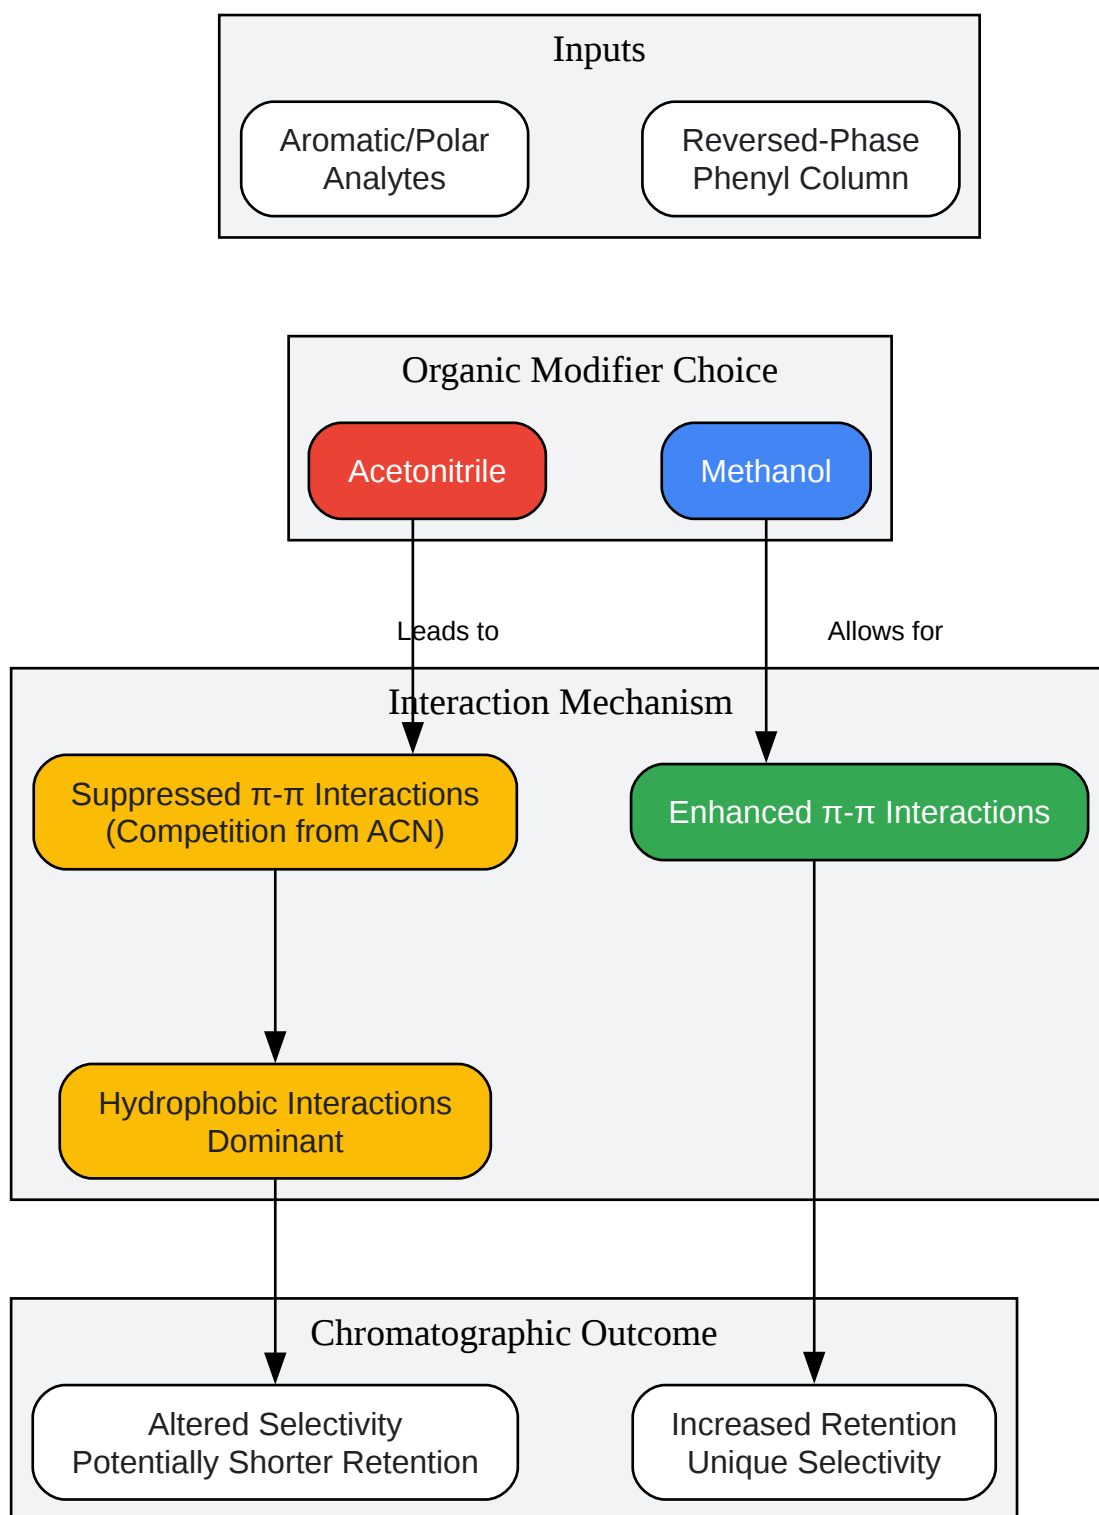 Inputs
Aromatic/Polar
Analytes
Reversed-Phase
Phenyl Column
Organic Modifier Choice
Acetonitrile
Methanol
Leads to
Allows for
Interaction Mechanism
Suppressed π-π Interactions
(Competition from ACN)
Enhanced π-π Interactions
Hydrophobic Interactions
Dominant
Chromatographic Outcome
Altered Selectivity
Potentially Shorter Retention
Increased Retention
Unique Selectivity